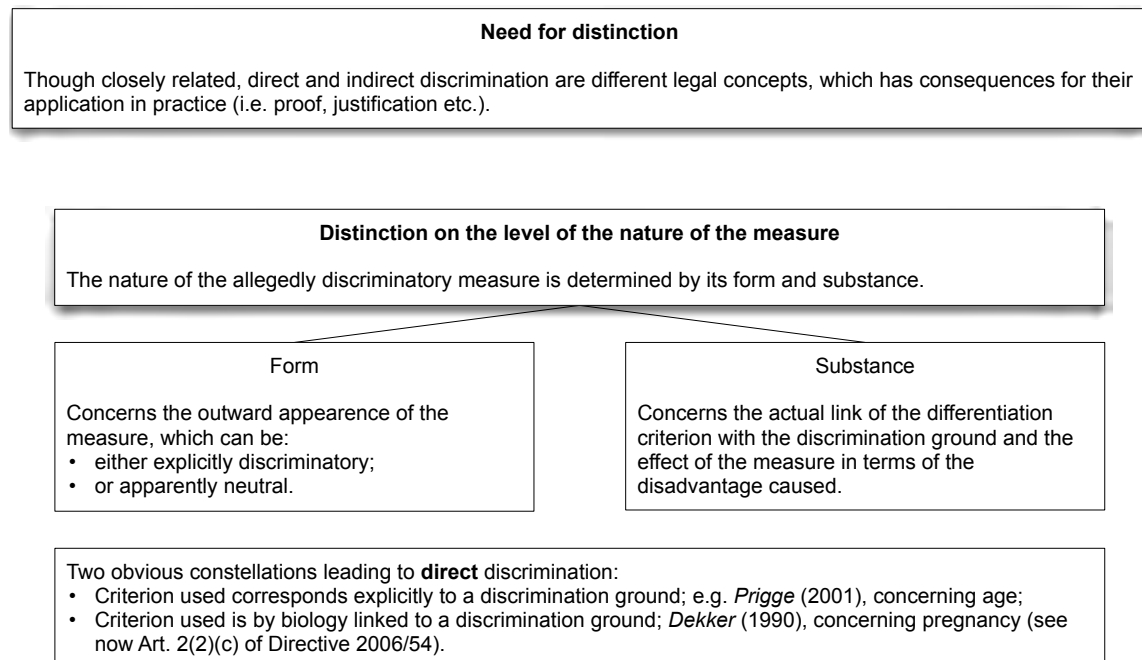 Need for distinction
Though closely related, direct and indirect discrimination are different legal concepts, which has consequences for their
application in practice (i.e. proof, justification etc.).
Distinction on the level of the nature of the measure
The nature of the allegedly discriminatory measure is determined by its form and substance.
Form
Concerns the outward appearence of the
measure, which can be:
• either explicitly discriminatory;
• or apparently neutral.
Substance
Concerns the actual link of the differentiation
criterion with the discrimination ground and the
effect of the measure in terms of the
disadvantage caused.
Two obvious constellations leading to direct discrimination:
• Criterion used corresponds explicitly to a discrimination ground; e.g. Prigge (2001), concerning age;
• Criterion used is by biology linked to a discrimination ground; Dekker (1990), concerning pregnancy (see
now Art. 2(2)(c) of Directive 2006/54).